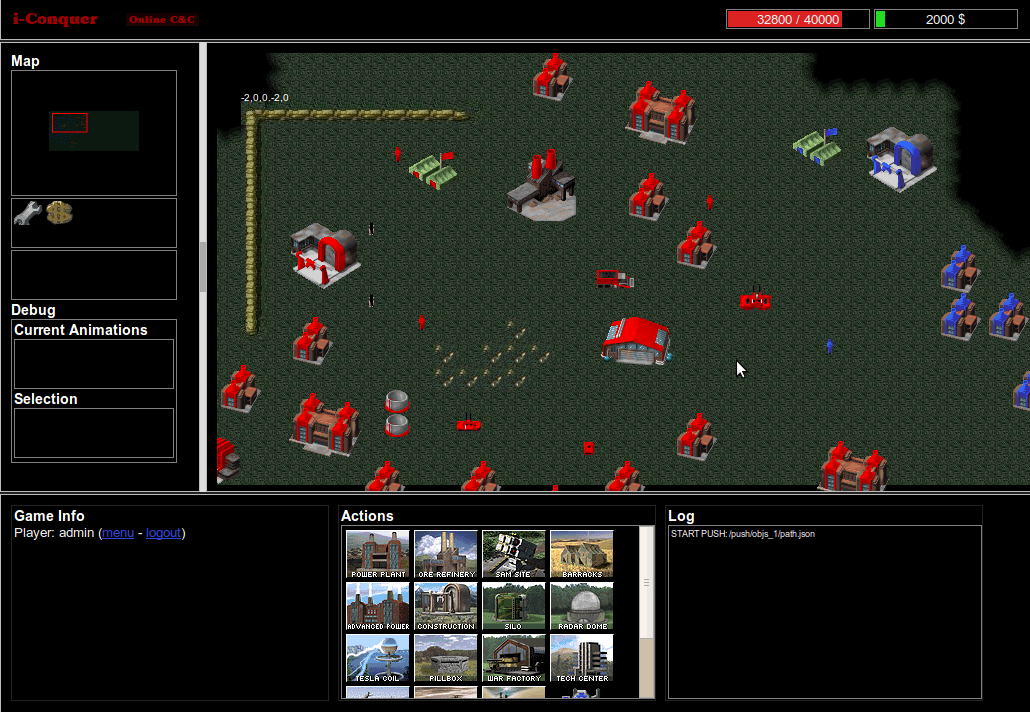 i-Conquer
Online C&C
32800 / 40000
2000 $
Map
-2,0,0,-2,0
Debug
Current Animations
Selection
Game Info
Player: admin (menu - logout)
Actions
POWER PLANT
ORE REFINERY
SAM SITE
BARRACKS
ADVANCED POWER
CONSTRUCTION
SILO
RADAR DOME
TESLA COIL
PILLBOX
WAR FACTORY
TECH CENTER
Log
START PUSH: /push/objs_1/path.json